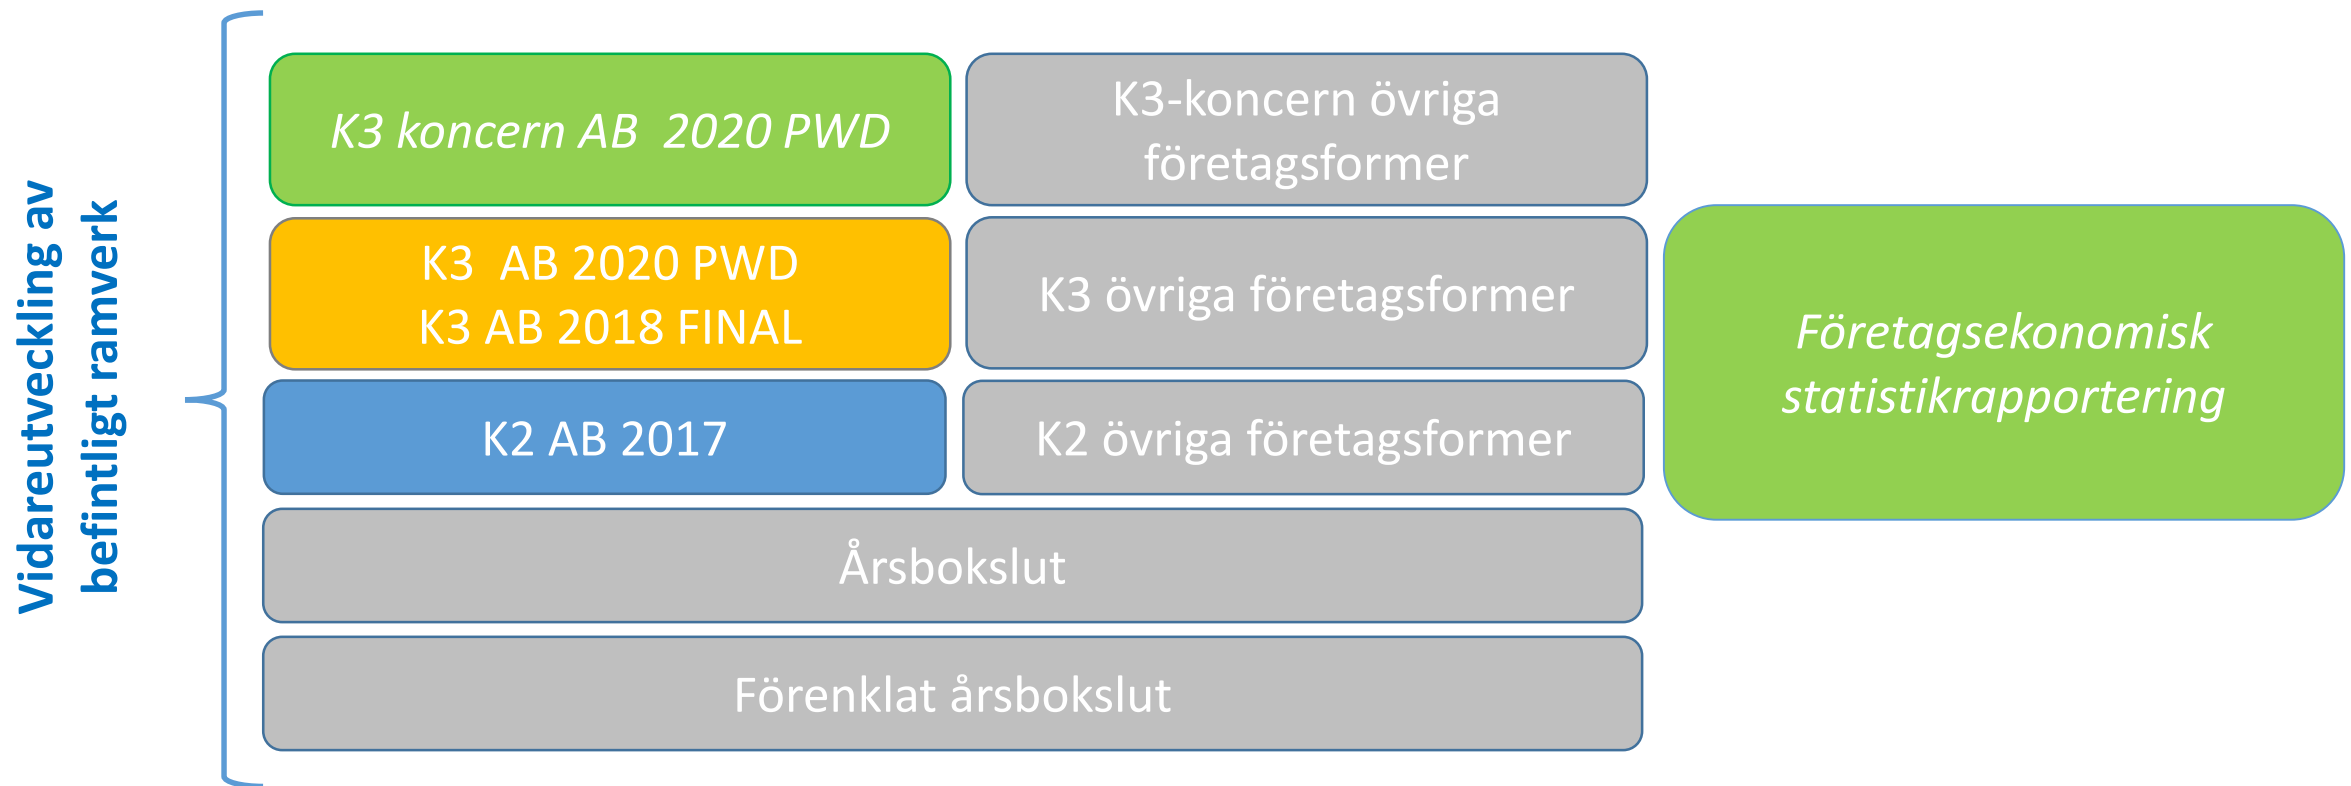 Vidareutveckling av
befintligt ramverk
K3 koncern AB  2020 PWD
K3-koncern övriga
företagsformer
K3  AB 2020 PWD
K3 AB 2018 FINAL
K3 övriga företagsformer
K2 AB 2017
K2 övriga företagsformer
Företagsekonomisk
statistikrapportering
Årsbokslut
Förenklat årsbokslut